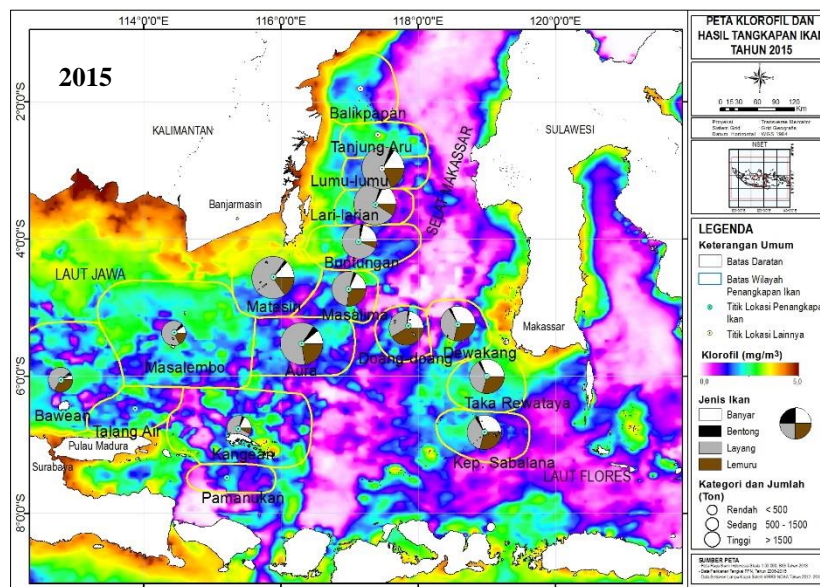 114°0'0"E 116°0'0"E 118°0'0"E 120°0'0"E
2015
2°0'0"S
4°0'0"S
6°0'0"S
8°0'0"S
KALIMANTAN
Banjarmasin
LAUT JAWA
SELAT MAKASSAR
SULAWESI
Makassar
LAUT FLORES
Pulau Madura
Surabaya
Balikpapan
Tanjung Aru
Lumu-lumu
Lari-larian
Buntungan
Matasiri
Masalima
Masalembo
Aura
Doang-doang
Dewakang
Bawean
Talang Air
Kangean
Pamanukan
Taka Rewataya
Kep. Sabalana
PETA KLOROFIL DAN
HASIL TANGKAPAN IKAN
TAHUN 2015
Km
INSET
LEGENDA
Keterangan Umum
Batas Daratan
Batas Wilayah
Penangkapan Ikan
Titik Lokasi Penangkapan
Ikan
Titik Lokasi Lainnya
Klorofil (mg/m³)
0,0 5,0
Jenis Ikan
Banyar
Bentong
Layang
Lemuru
Kategori dan Jumlah
(Ton)
Rendah < 500
Sedang 500 - 1500
Tinggi > 1500
SUMBER PETA